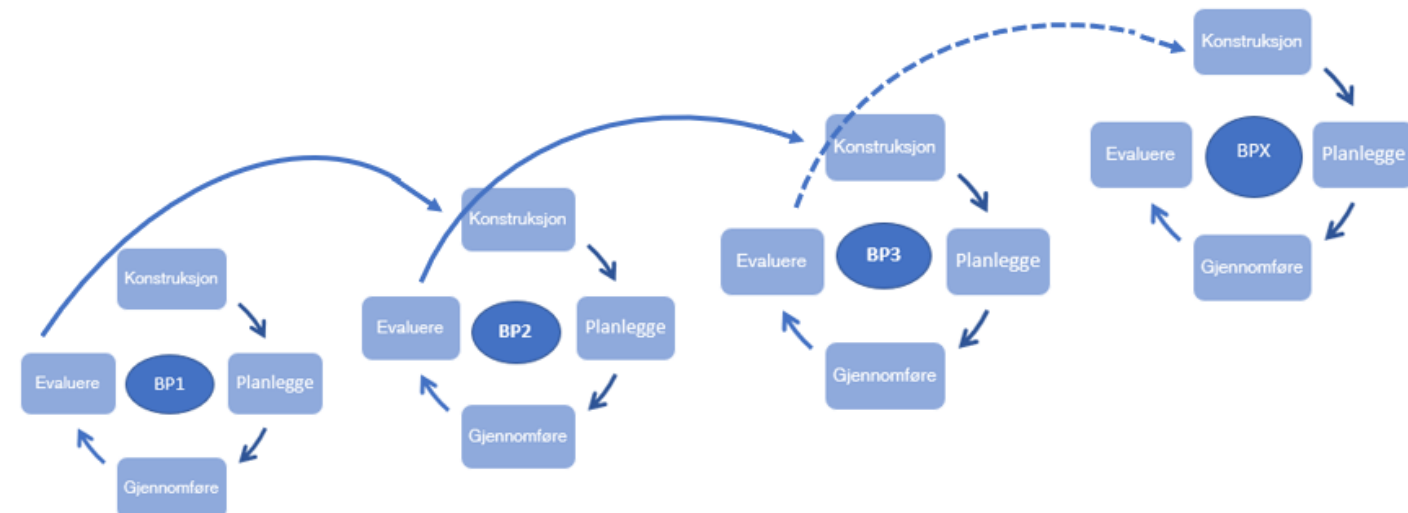 Konstruksjon
Evaluere
BP1
Planlegge
Gjennomføre
Konstruksjon
Evaluere
BP2
Planlegge
Gjennomføre
Konstruksjon
Evaluere
BP3
Planlegge
Gjennomføre
Konstruksjon
Evaluere
BPX
Planlegge
Gjennomføre